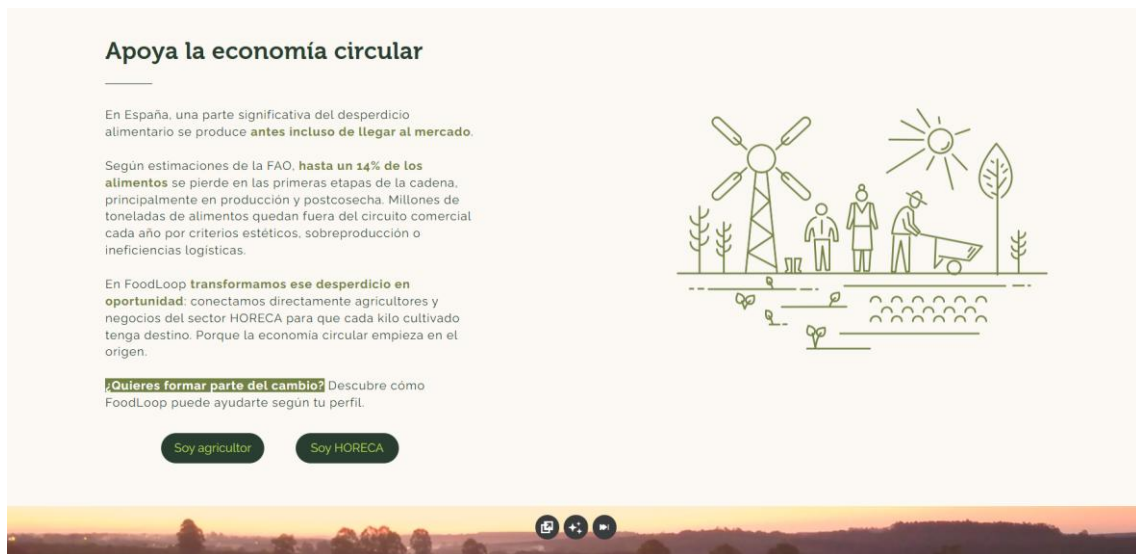 Apoya la economía circular
En España, una parte significativa del desperdicio
alimentario se produce antes incluso de llegar al mercado.
Según estimaciones de la FAO, hasta un 14% de los
alimentos se pierde en las primeras etapas de la cadena,
principalmente en producción y postcosecha. Millones de
toneladas de alimentos quedan fuera del circuito comercial
cada año por criterios estéticos, sobreproducción o
ineficiencias logísticas.
En FoodLoop transformamos ese desperdicio en
oportunidad: conectamos directamente agricultores y
negocios del sector HORECA para que cada kilo cultivado
tenga destino. Porque la economía circular empieza en el
origen.
¿Quieres formar parte del cambio? Descubre cómo
FoodLoop puede ayudarte según tu perfil.
Soy agricultor Soy HORECA